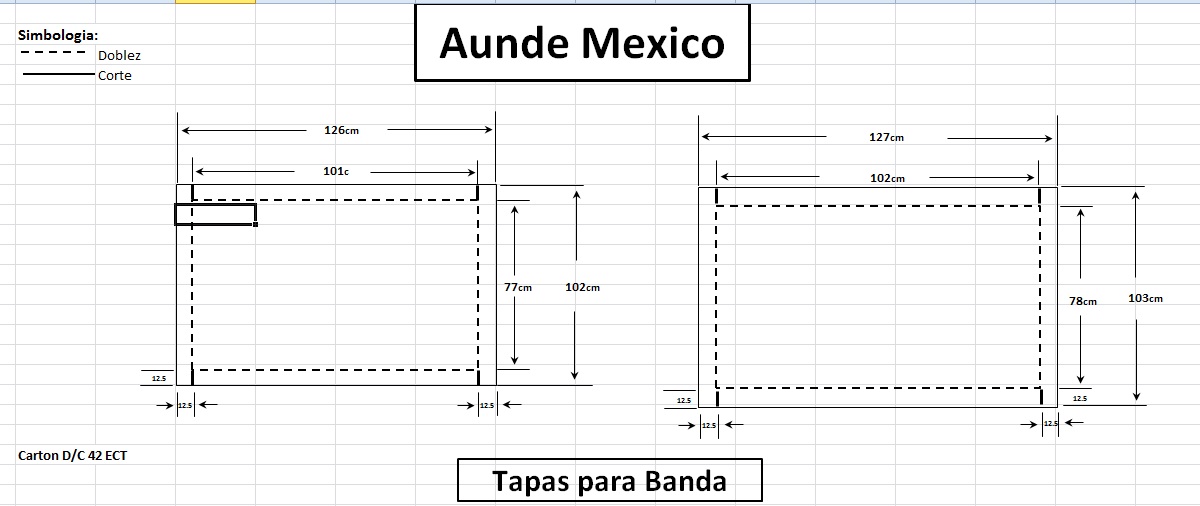 Aunde Mexico
Simbologia:
Doblez
Corte
126cm
101c
77cm
102cm
12.5
12.5
12.5
127cm
102cm
78cm
103cm
12.5
12.5
12.5
12.5
Carton D/C 42 ECT
Tapas para Banda